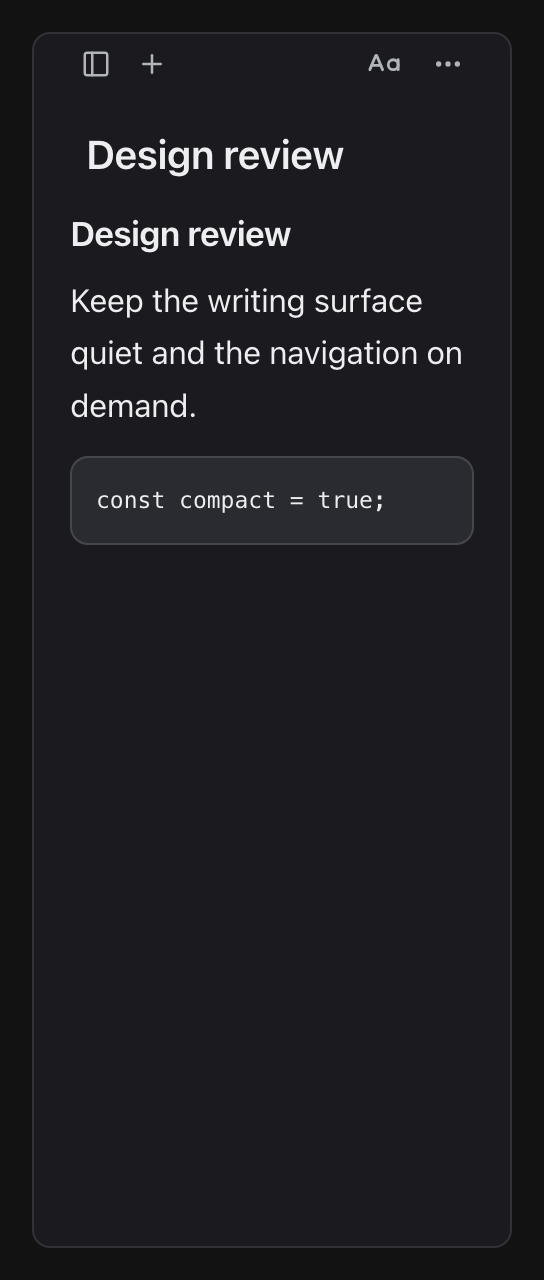 Aa
Design review
Design review
Keep the writing surface
quiet and the navigation on
demand.
const compact = true;